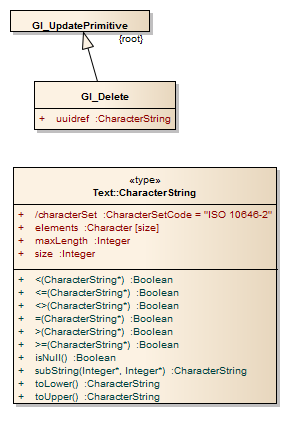 GI_UpdatePrimitive
{root}
GI_Delete
+ uuidref :CharacterString
«type»
Text::CharacterString
+ /characterSet :CharacterSetCode = "ISO 10646-2"
+ elements :Character [size]
+ maxLength :Integer
+ size :Integer
+ <(CharacterString*) :Boolean
+ <=(CharacterString*) :Boolean
+ <>(CharacterString*) :Boolean
+ =(CharacterString*) :Boolean
+ >(CharacterString*) :Boolean
+ >=(CharacterString*) :Boolean
+ isNull() :Boolean
+ subString(Integer*, Integer*) :CharacterString
+ toLower() :CharacterString
+ toUpper() :CharacterString